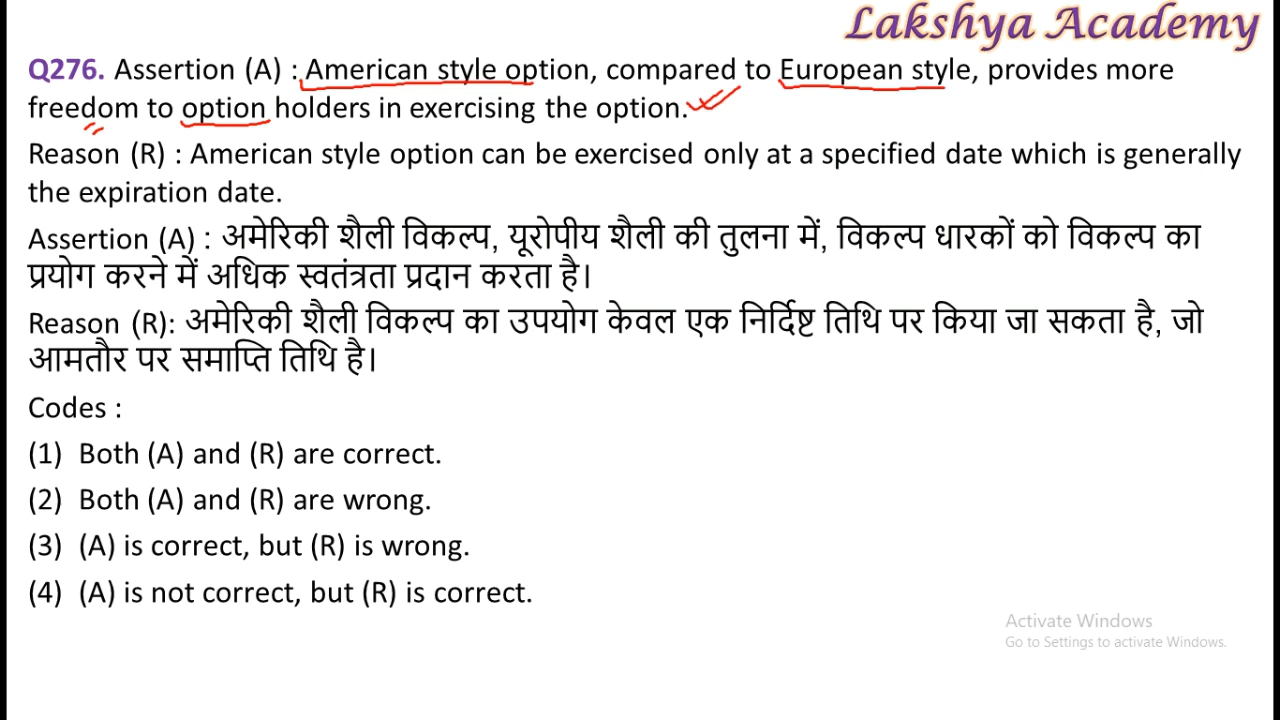 Lakshya Academy
Q276. Assertion (A) : American style option, compared to European style, provides more
freedom to option holders in exercising the option.
Reason (R) : American style option can be exercised only at a specified date which is generally
the expiration date.
Assertion (A) : अमेरिकी शैली विकल्प, यूरोपीय शैली की तुलना में, विकल्प धारकों को विकल्प का
प्रयोग करने में अधिक स्वतंत्रता प्रदान करता है।
Reason (R): अमेरिकी शैली विकल्प का उपयोग केवल एक निर्दिष्ट तिथि पर किया जा सकता है, जो
आमतौर पर समाप्ति तिथि है।
Codes :
(1) Both (A) and (R) are correct.
(2) Both (A) and (R) are wrong.
(3) (A) is correct, but (R) is wrong.
(4) (A) is not correct, but (R) is correct.
Activate Windows
Go to Settings to activate Windows.